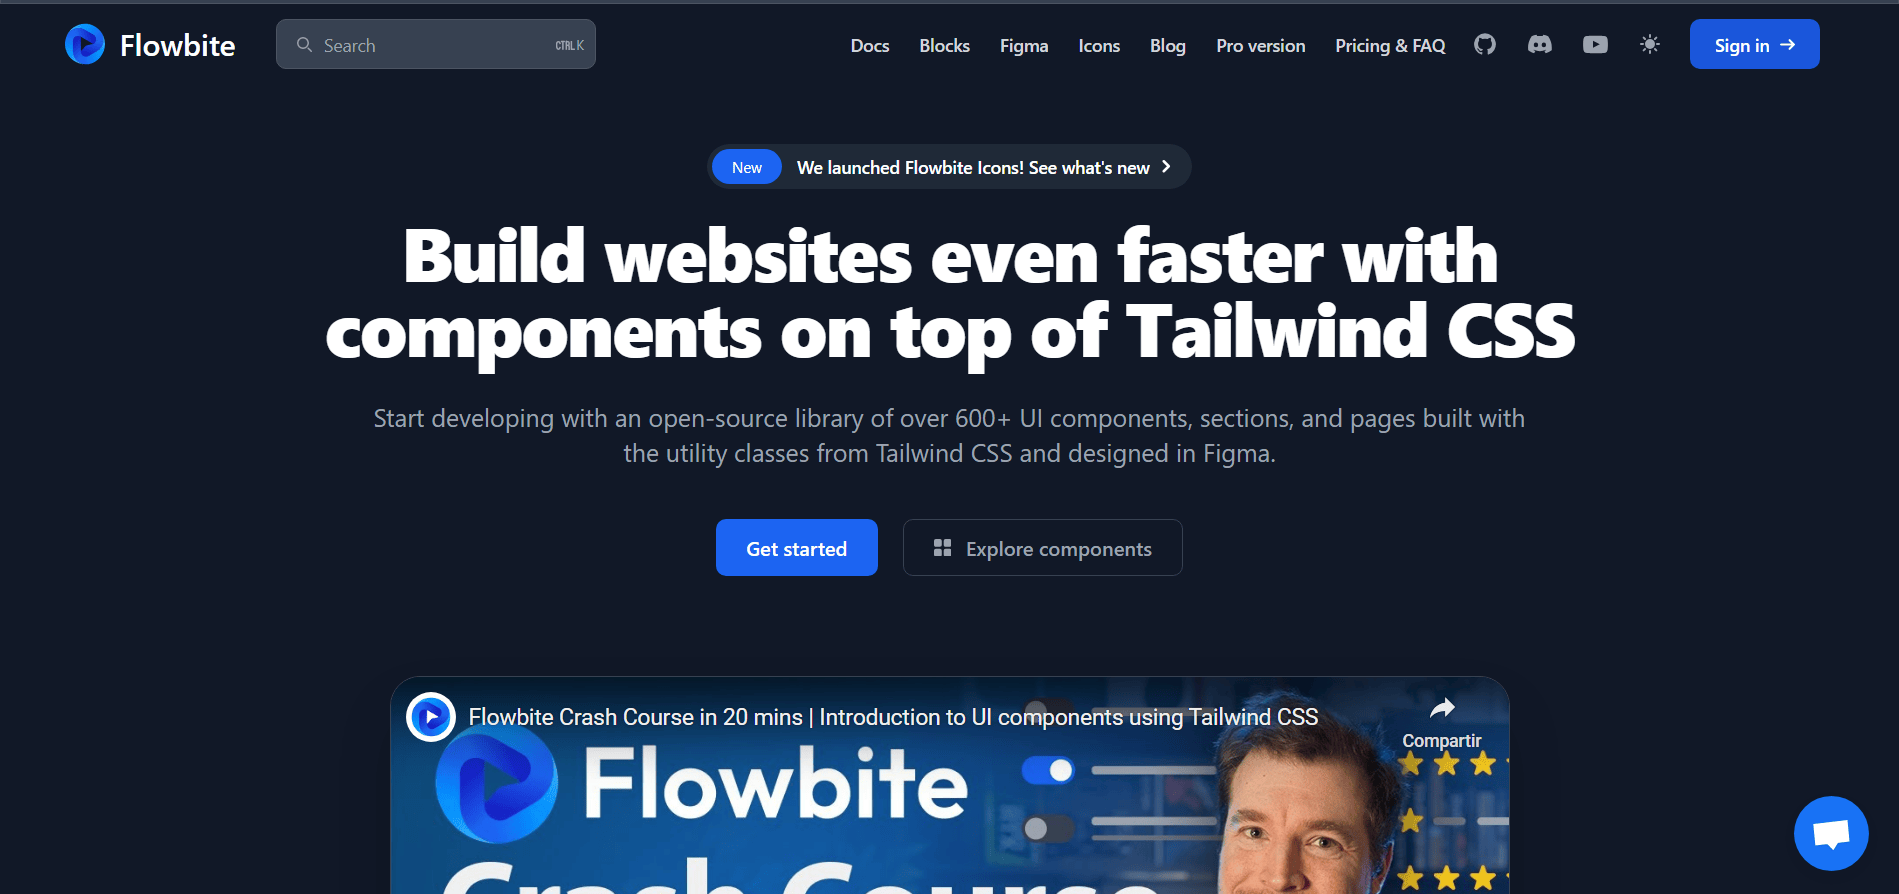 Flowbite
Search
CTRL K
Docs
Blocks
Figma
Icons
Blog
Pro version
Pricing & FAQ
Sign in
New
We launched Flowbite Icons! See what's new
Build websites even faster with
components on top of Tailwind CSS
Start developing with an open-source library of over 600+ UI components, sections, and pages built with
the utility classes from Tailwind CSS and designed in Figma.
Get started
Explore components
Flowbite Crash Course in 20 mins | Introduction to UI components using Tailwind CSS
Compartir
Flowbite
Crash Course